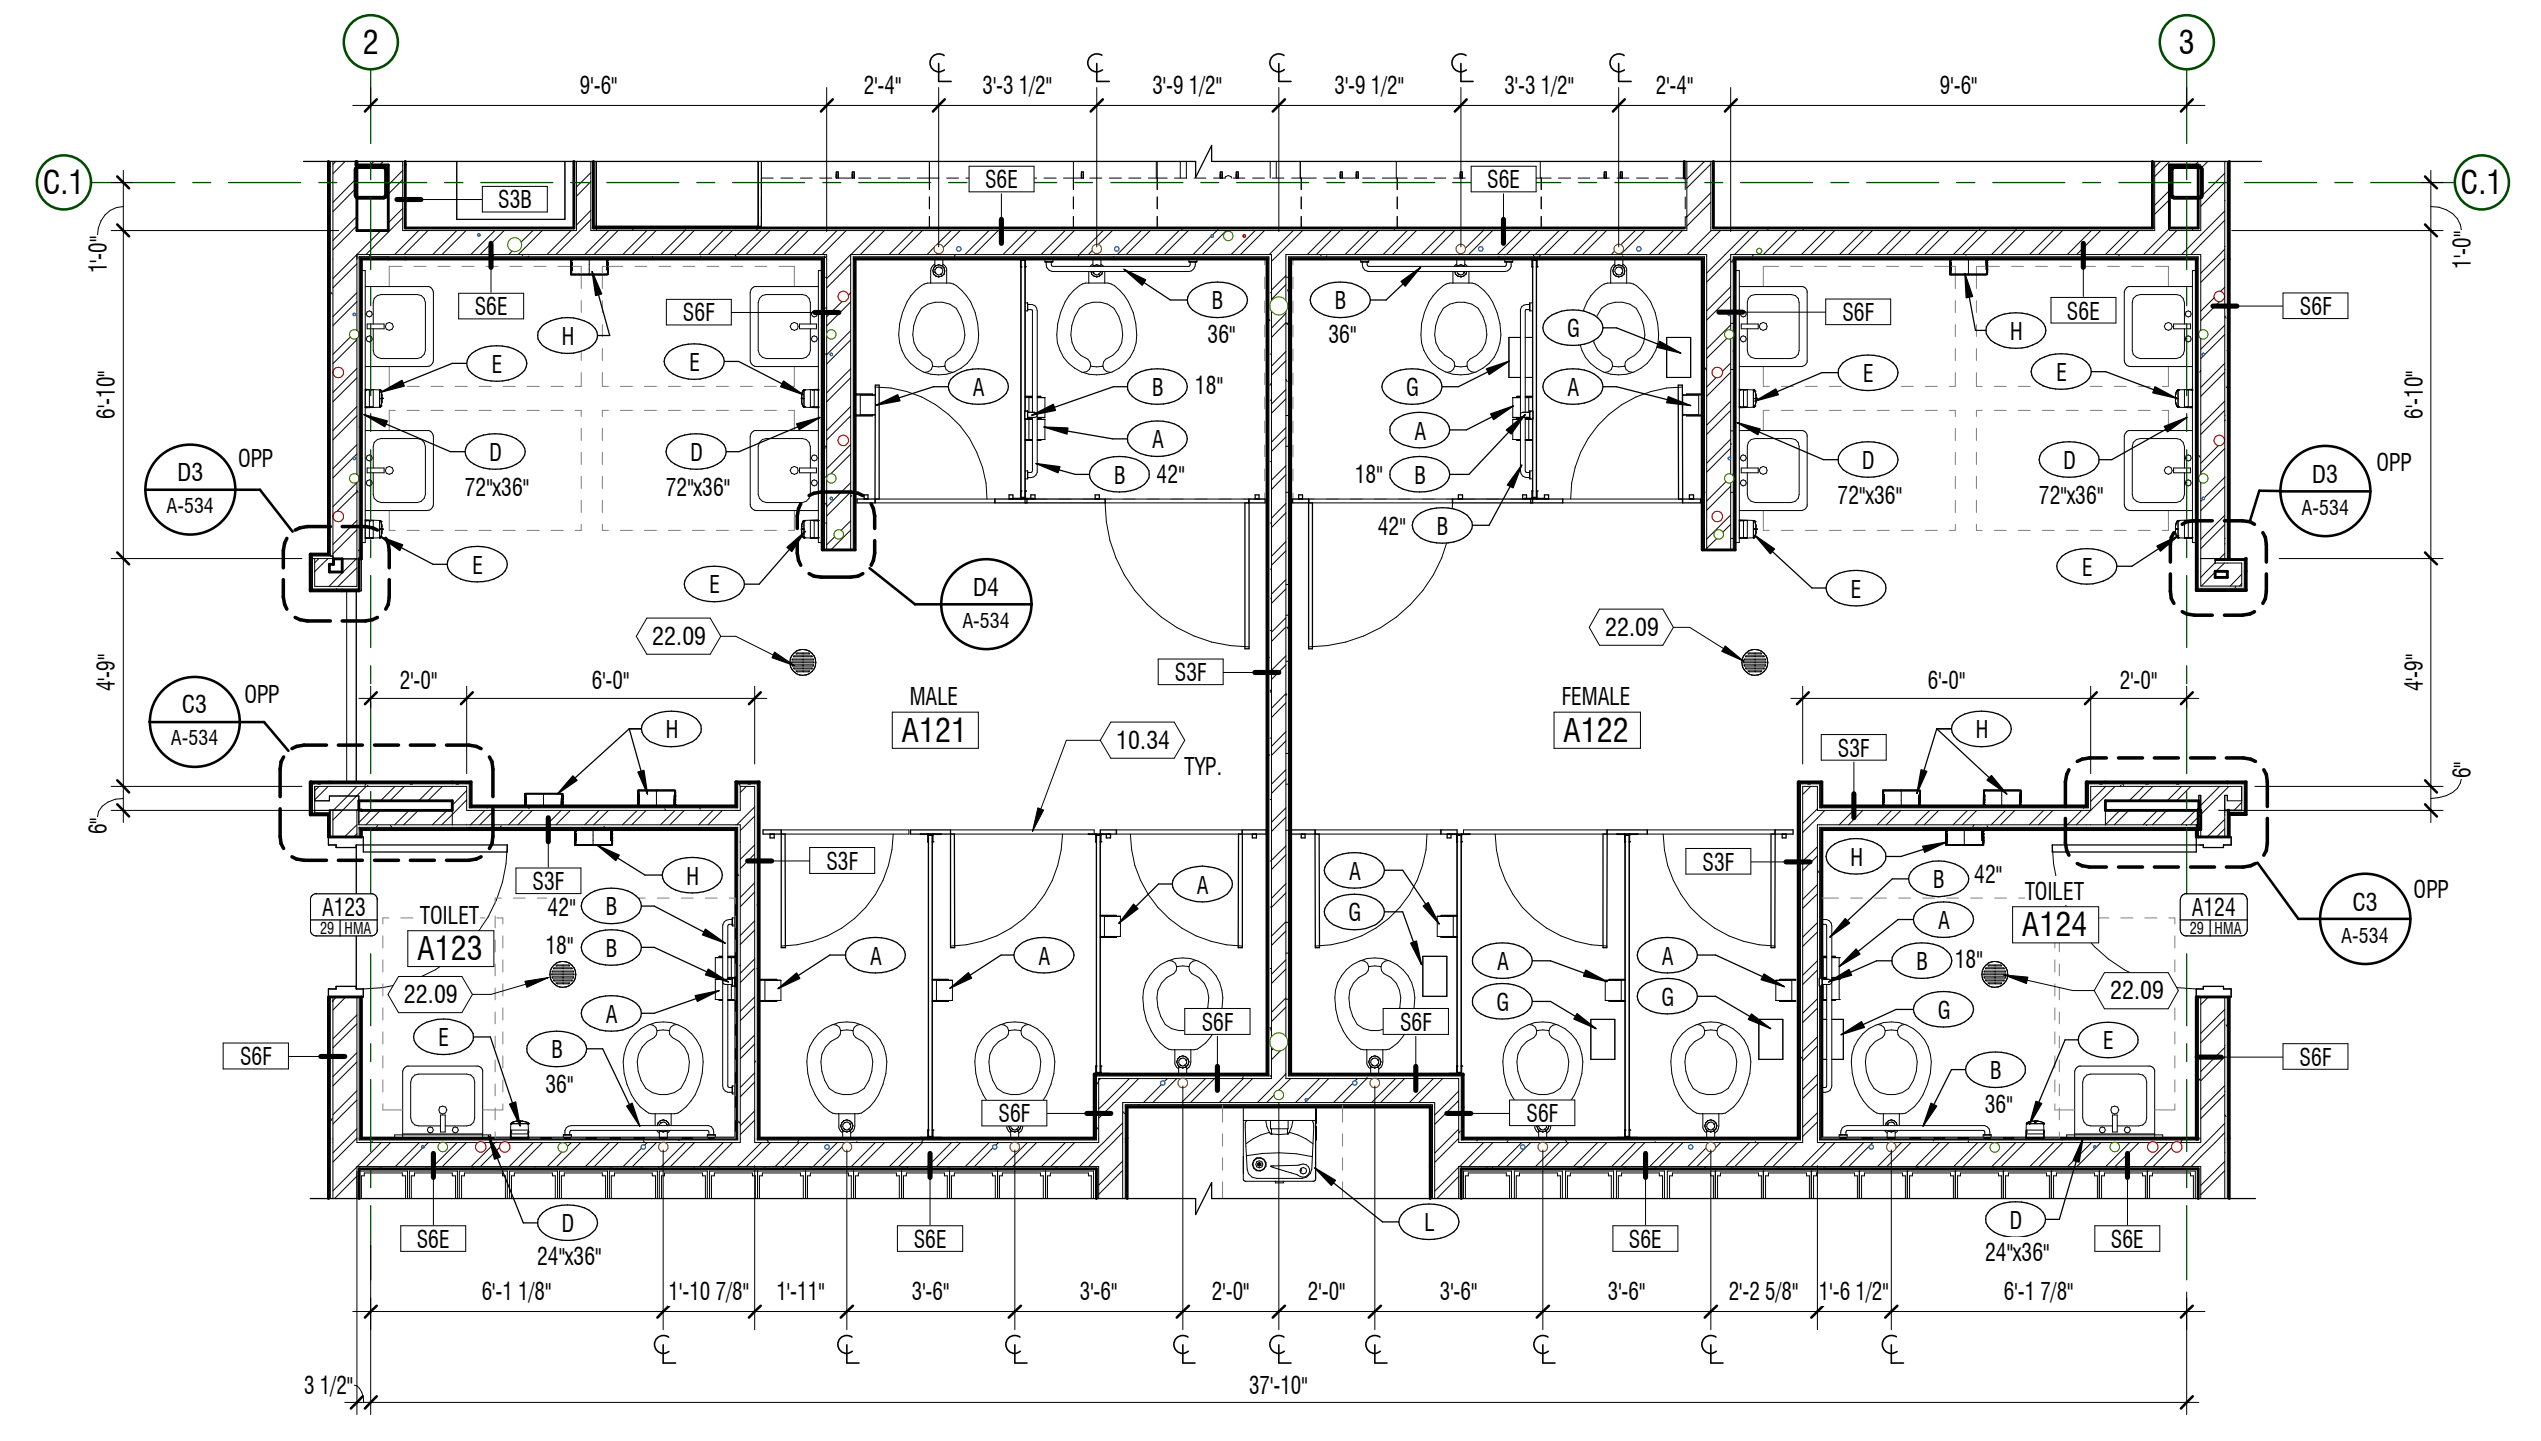 2
3
9'-6"  2'-4"  3'-3 1/2"  3'-9 1/2"  3'-9 1/2"  3'-3 1/2"  2'-4"  9'-6"
C.1
C.1
S3B
S6E
S6E
1'-0"
1'-0"
S6E
H
S6F
B
36"
B
36"
G
S6F
H
S6E
S6F
E
E
A
B 18"
G
A
E
E
6'-10"
6'-10"
D
72"x36"
D
72"x36"
A
B 42"
A
18" B
42" B
D
72"x36"
D
72"x36"
D3
A-534
OPP
D3
A-534
OPP
E
E
D4
A-534
E
E
22.09
22.09
4'-9"
4'-9"
S3F
2'-0"  6'-0"
6'-0"  2'-0"
C3
A-534
OPP
MALE
A121
FEMALE
A122
H
10.34
TYP.
S3F
H
6"
6"
S3F
H
S3F
A
A
G
S3F
H
B 42"
C3
A-534
OPP
A123
29 | HMA
TOILET
A123
42" B
18" B
22.09
A
A
A
A
G
A
G
A
B 18"
G
TOILET
A124
A124
29 | HMA
22.09
S6F
E
B
36"
S6F
S6F
B
36"
E
S6F
S6F
S6F
S6E
D
24"x36"
S6E
L
S6E
D
24"x36"
S6E
6'-1 1/8"  1'-10 7/8"  1'-11"  3'-6"  3'-6"  2'-0"  2'-0"  3'-6"  3'-6"  2'-2 5/8"  1'-6 1/2"  6'-1 7/8"
3 1/2"
37'-10"